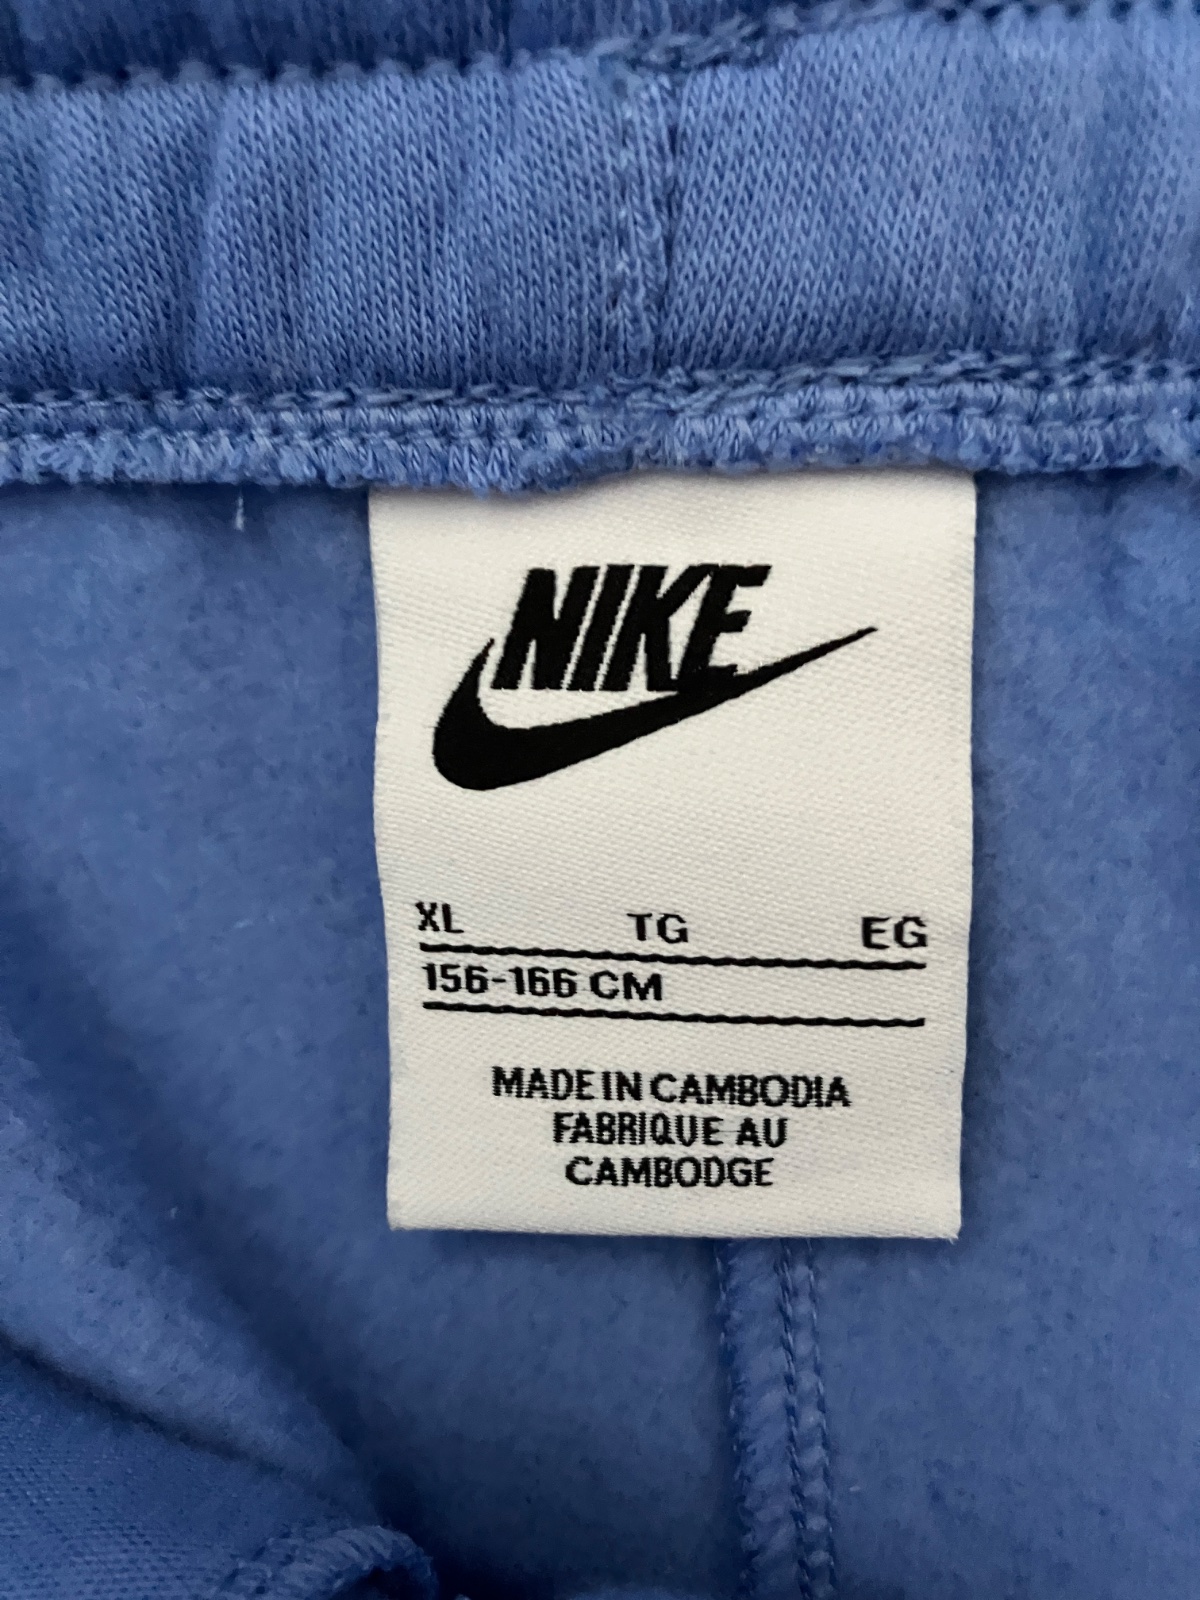 NIKE
XL TG EG
156-166 CM
MADE IN CAMBODIA
FABRIQUE AU
CAMBODGE